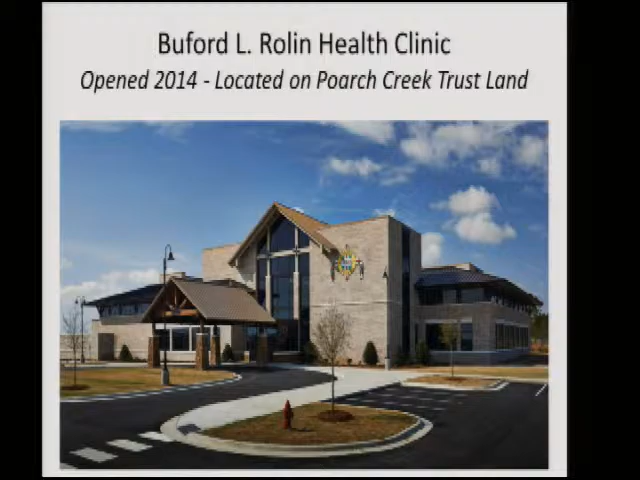 Buford L. Rolin Health Clinic
Opened 2014 - Located on Poarch Creek Trust Land